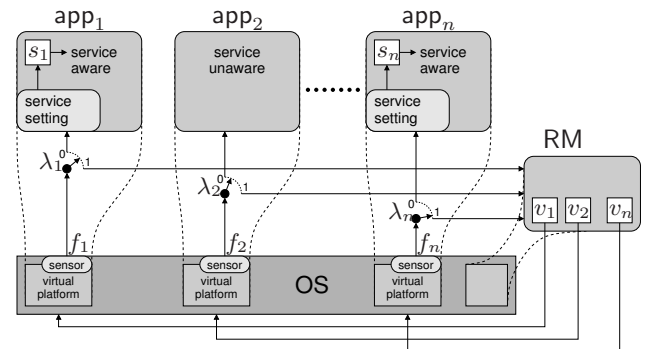 app₁ app₂ appₙ
s₁ service aware
service unaware
sₙ service aware
service setting
service setting
RM
λ₁ 0 1
λ₂ 0 1
λₙ 0 1
v₁ v₂ vₙ
f₁ f₂ fₙ
sensor sensor sensor
virtual platform
virtual platform
OS
virtual platform